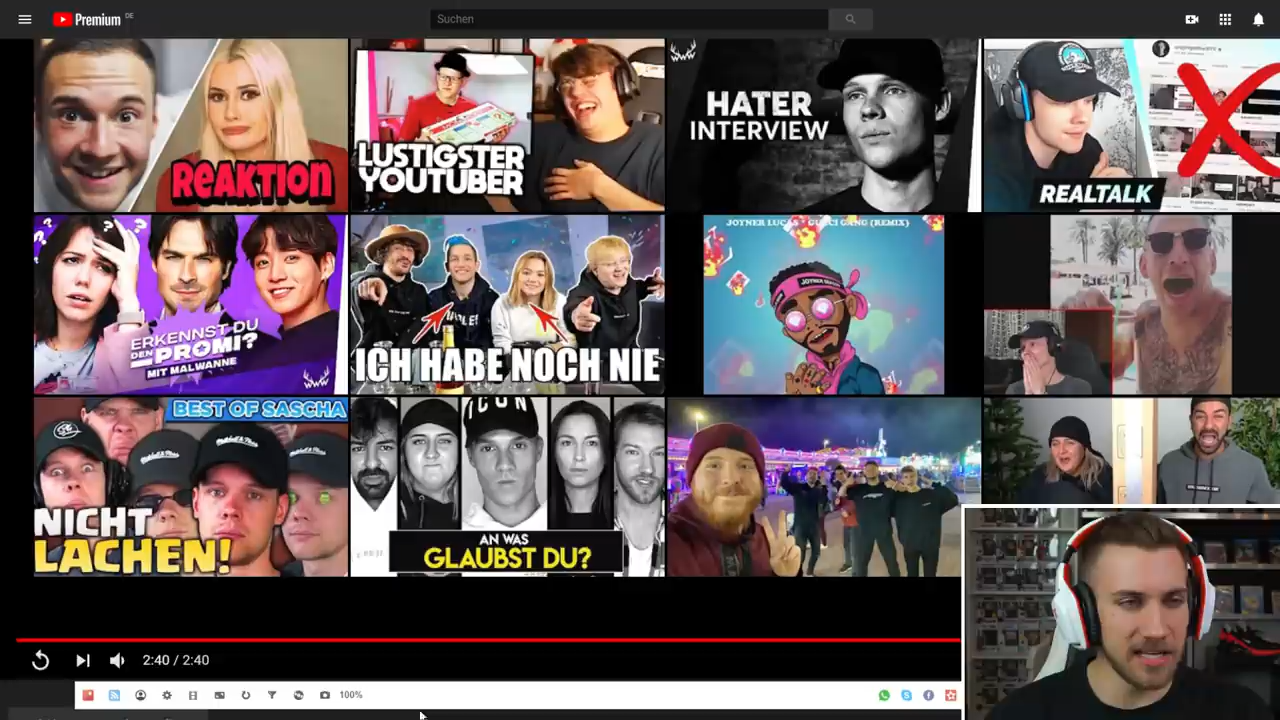 Premium DE
Suchen
REAKTION
LUSTIGSTER
YOUTUBER
HATER
INTERVIEW
REALTALK
ERKENNST DU
DEN PROMI?
MIT MALWANNE
ICH HABE NOCH NIE
JOYNER LUCAS - GUCCI GANG (REMIX)
BEST OF SASCHA
NICHT
LACHEN!
ICON
AN WAS
GLAUBST DU?
2:40 / 2:40
100%